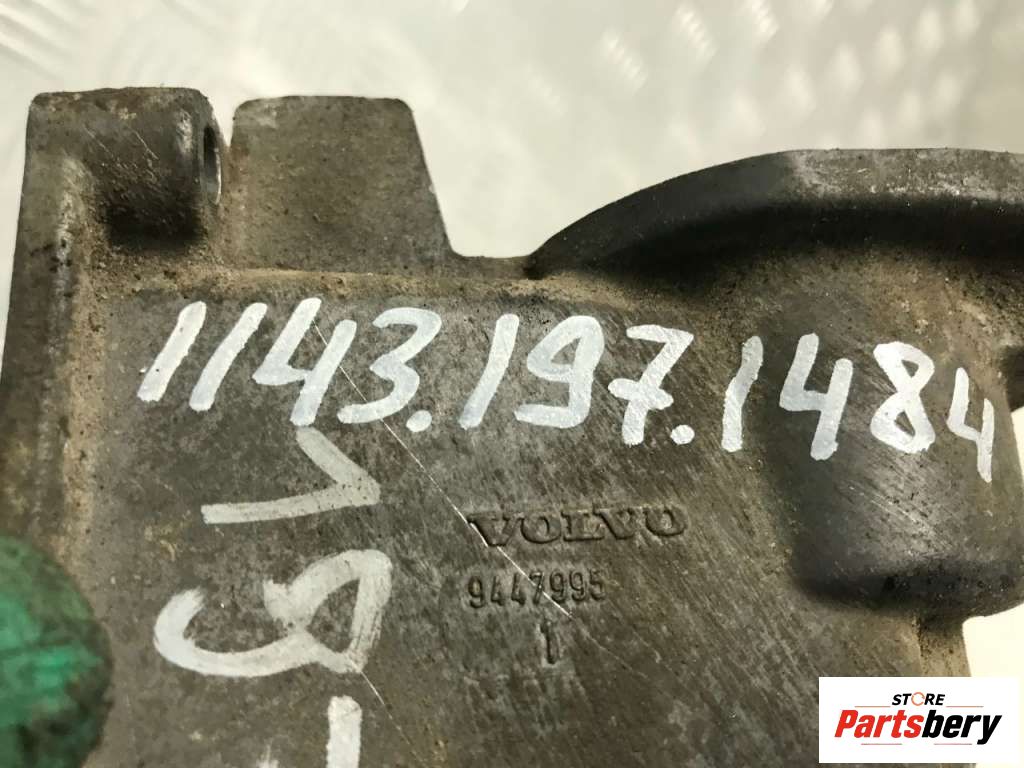 1143.197.1484
VOLVO
9447995
1
STORE
Partsbery